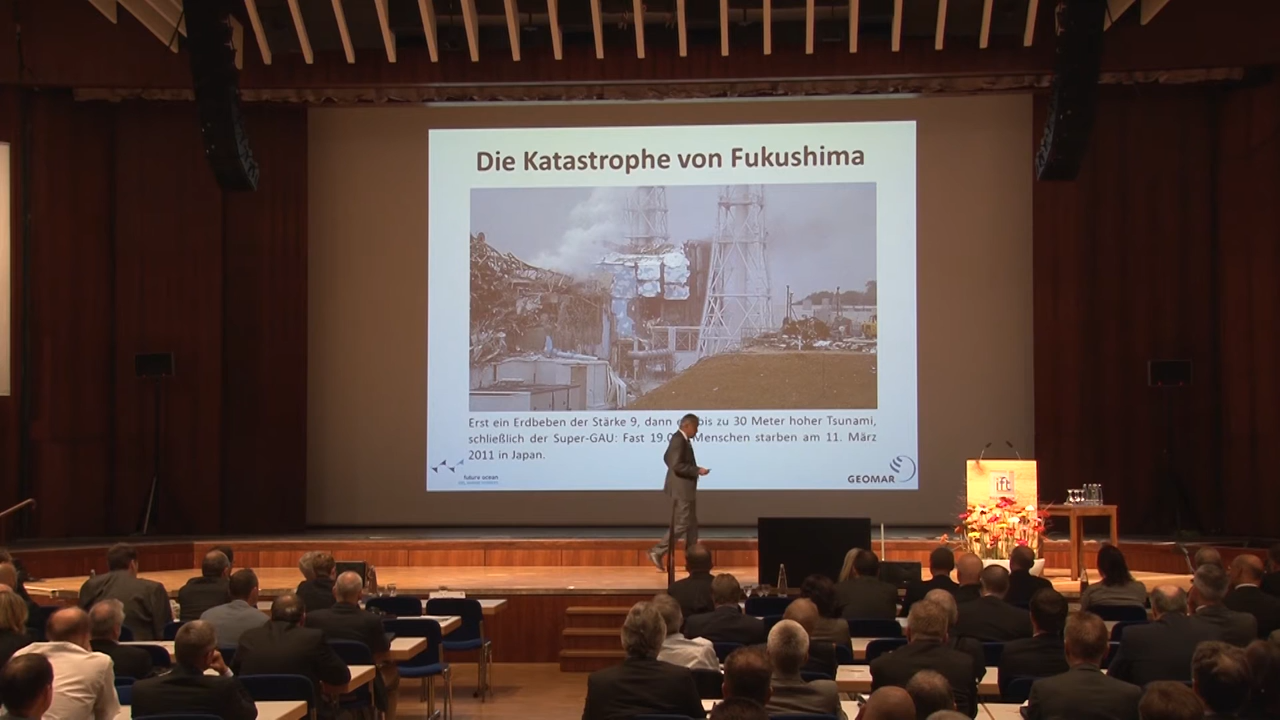 Die Katastrophe von Fukushima
Erst ein Erdbeben der Stärke 9, dann bis zu 30 Meter hoher Tsunami,
schließlich der Super-GAU: Fast Menschen starben am 11. März
2011 in Japan.
future ocean
GEOMAR
ift